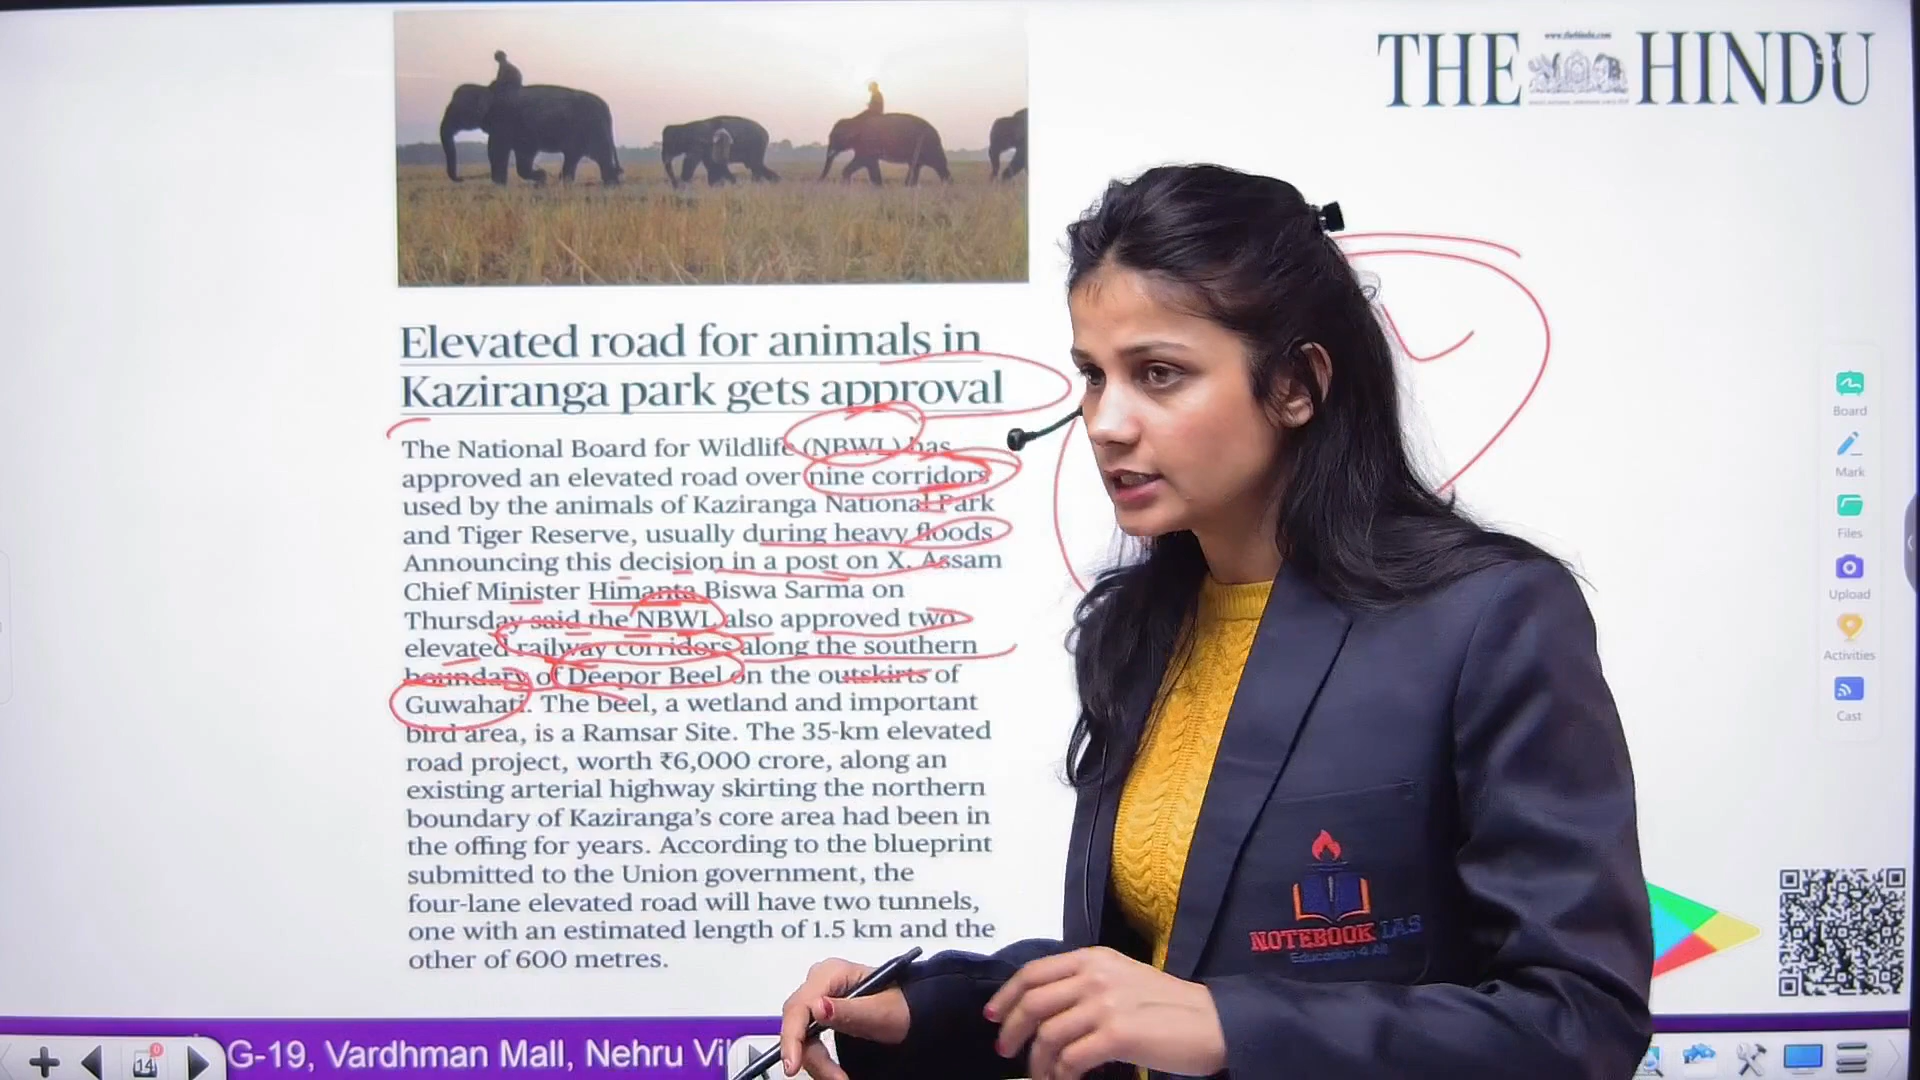 www.thehindu.com
THE HINDU
Elevated road for animals in
Kaziranga park gets approval
The National Board for Wildlife (NBWL) has
approved an elevated road over nine corridors
used by the animals of Kaziranga National Park
and Tiger Reserve, usually during heavy floods
Announcing this decision in a post on X. Assam
Chief Minister Himanta Biswa Sarma on
Thursday said the NBWL also approved two
elevated railway corridors along the southern
boundary of Deepor Beel on the outskirts of
Guwahati. The beel, a wetland and important
bird area, is a Ramsar Site. The 35-km elevated
road project, worth ₹6,000 crore, along an
existing arterial highway skirting the northern
boundary of Kaziranga's core area had been in
the offing for years. According to the blueprint
submitted to the Union government, the
four-lane elevated road will have two tunnels,
one with an estimated length of 1.5 km and the
other of 600 metres.
Board
Mark
Files
Upload
Activities
Cast
NOTEBOOK IAS
Education 4 All
14
G-19, Vardhman Mall, Nehru